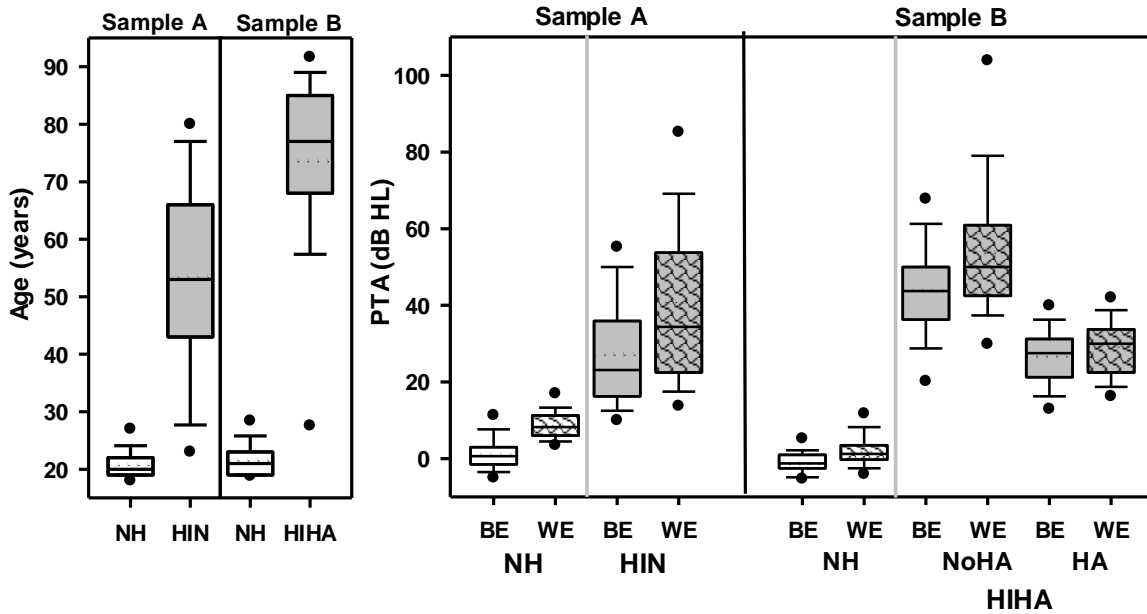 Sample A Sample B
Age (years)
90
80
70
60
50
40
30
20
NH HIN NH HIHA
Sample A Sample B
PTA (dB HL)
100
80
60
40
20
0
BE WE BE WE BE WE BE WE BE WE
NH HIN NH NoHA HA
HIHA